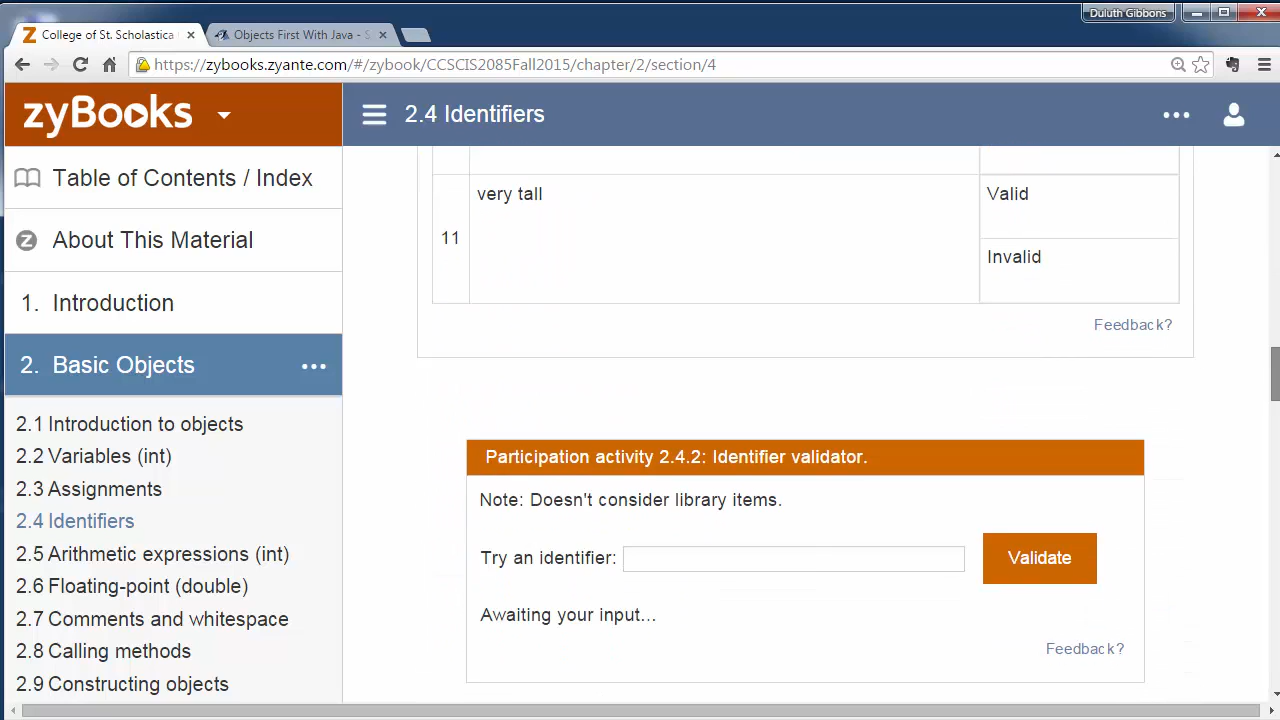 Duluth Gibbons
College of St. Scholastica
Objects First With Java - S
https://zybooks.zyante.com/#/zybook/CCSCIS2085Fall2015/chapter/2/section/4
zyBooks
2.4 Identifiers
Table of Contents / Index
About This Material
1. Introduction
2. Basic Objects
2.1 Introduction to objects
2.2 Variables (int)
2.3 Assignments
2.4 Identifiers
2.5 Arithmetic expressions (int)
2.6 Floating-point (double)
2.7 Comments and whitespace
2.8 Calling methods
2.9 Constructing objects
11
very tall
Valid
Invalid
Feedback?
Participation activity 2.4.2: Identifier validator.
Note: Doesn't consider library items.
Try an identifier:
Validate
Awaiting your input...
Feedback?